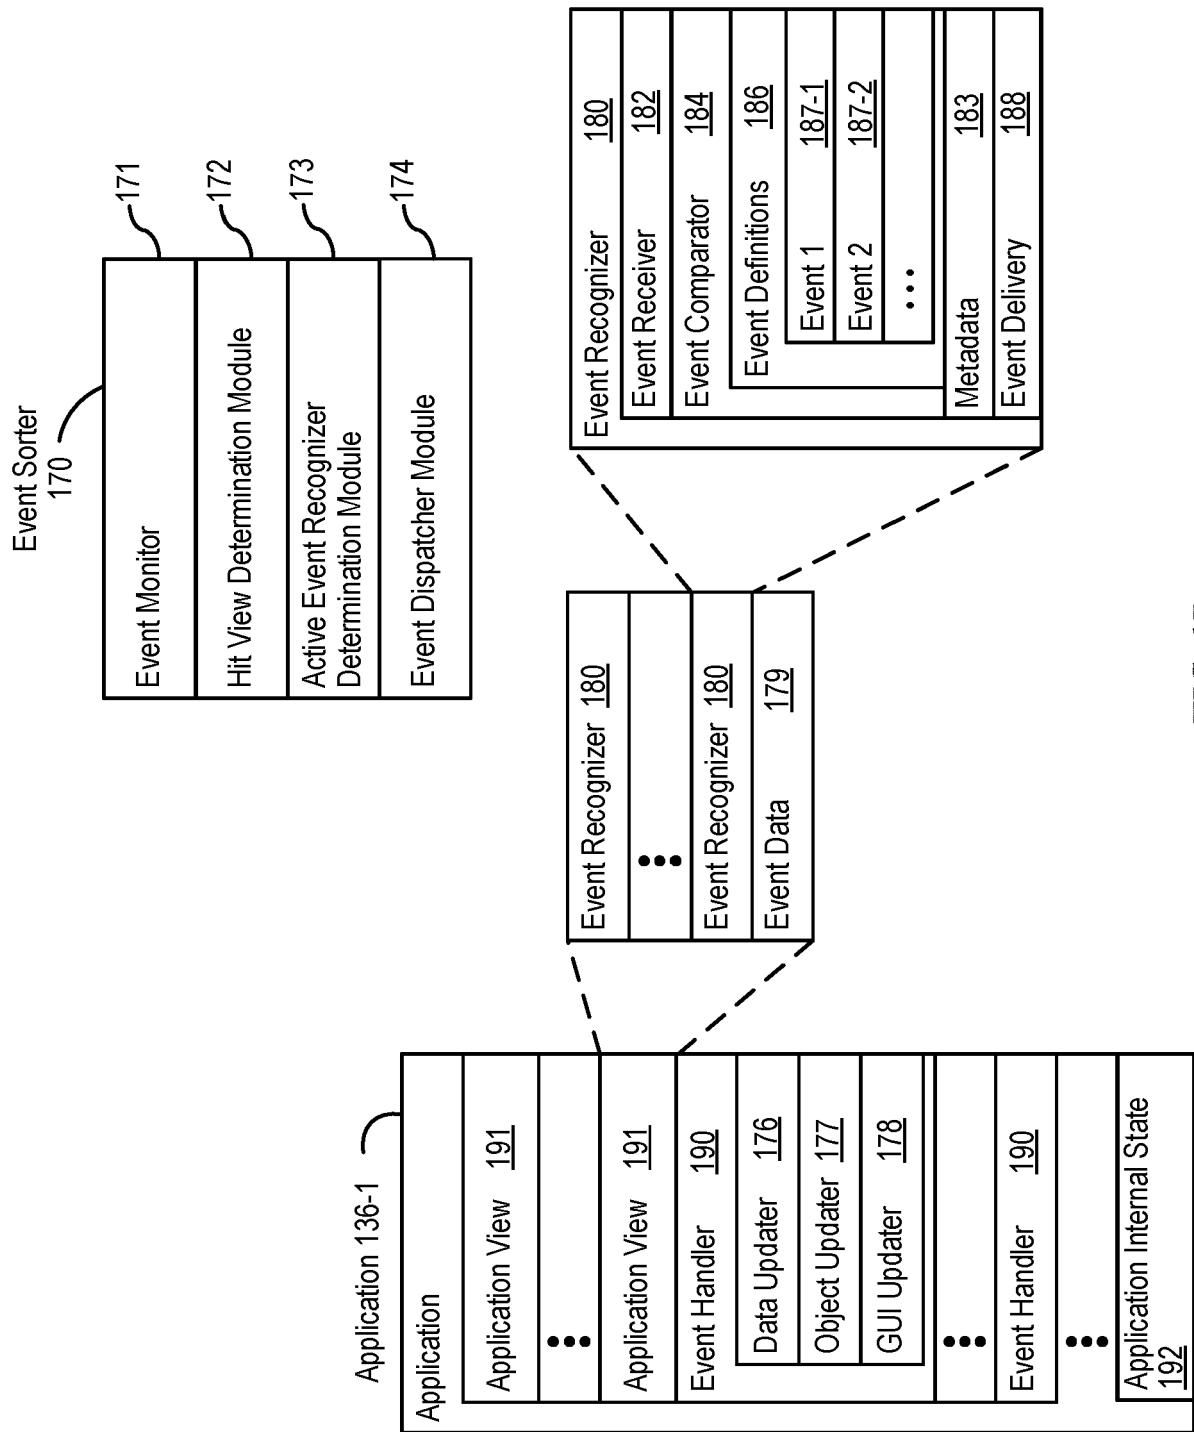 Event Sorter
170
Event Monitor
171
Hit View Determination Module
172
Active Event Recognizer
Determination Module
173
Event Dispatcher Module
174
Application 136-1
Application
Application View 191
•••
Application View 191
Event Handler 190
Data Updater 176
Object Updater 177
GUI Updater 178
•••
Event Handler 190
•••
Application Internal State
192
Event Recognizer 180
•••
Event Recognizer 180
Event Data 179
Event Recognizer 180
Event Receiver 182
Event Comparator 184
Event Definitions 186
Event 1 187-1
Event 2 187-2
•••
Metadata 183
Event Delivery 188